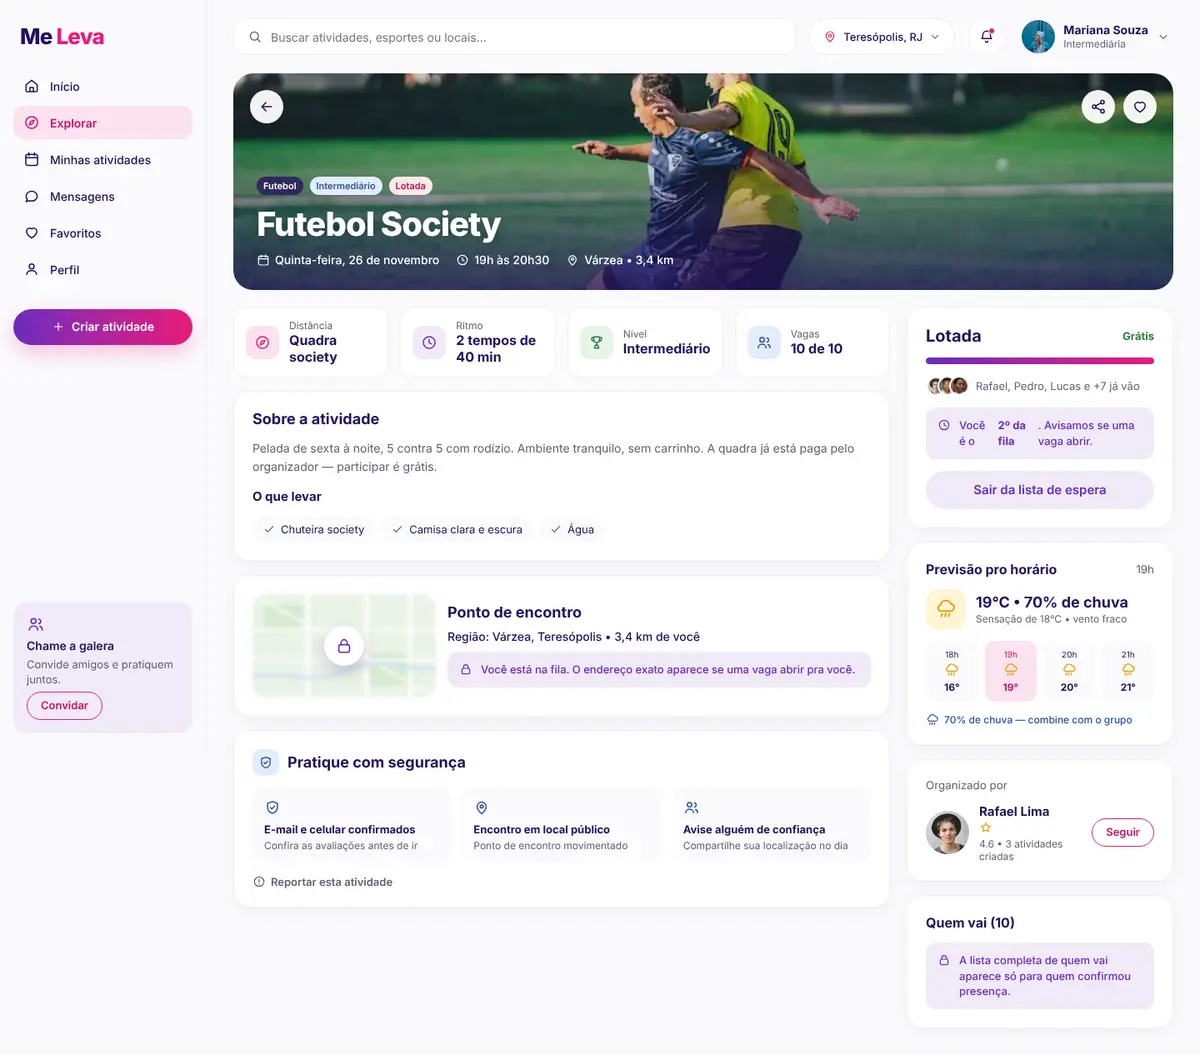 Me Leva
Buscar atividades, esportes ou locais...
Teresópolis, RJ
Mariana Souza
Intermediária
Início
Explorar
Minhas atividades
Mensagens
Favoritos
Perfil
+ Criar atividade
Chame a galera
Convide amigos e pratiquem
juntos.
Convidar
Futebol
Intermediário
Lotada
Futebol Society
Quinta-feira, 26 de novembro
19h às 20h30
Várzea • 3,4 km
Distância
Quadra
society
Ritmo
2 tempos de
40 min
Nível
Intermediário
Vagas
10 de 10
Sobre a atividade
Pelada de sexta à noite, 5 contra 5 com rodízio. Ambiente tranquilo, sem carrinho. A quadra já está paga pelo
organizador — participar é grátis.
O que levar
Chuteira society
Camisa clara e escura
Água
Ponto de encontro
Região: Várzea, Teresópolis • 3,4 km de você
Você está na fila. O endereço exato aparece se uma vaga abrir pra você.
Pratique com segurança
E-mail e celular confirmados
Confira as avaliações antes de ir
Encontro em local público
Ponto de encontro movimentado
Avise alguém de confiança
Compartilhe sua localização no dia
Reportar esta atividade
Lotada
Grátis
Rafael, Pedro, Lucas e +7 já vão
Você 2º da . Avisamos se uma
é o fila vaga abrir.
Sair da lista de espera
Previsão pro horário
19h
19°C • 70% de chuva
Sensação de 18°C • vento fraco
18h
16°
19h
19°
20h
20°
21h
21°
70% de chuva — combine com o grupo
Organizado por
Rafael Lima
4.6 • 3 atividades
criadas
Seguir
Quem vai (10)
A lista completa de quem vai
aparece só para quem confirmou
presença.